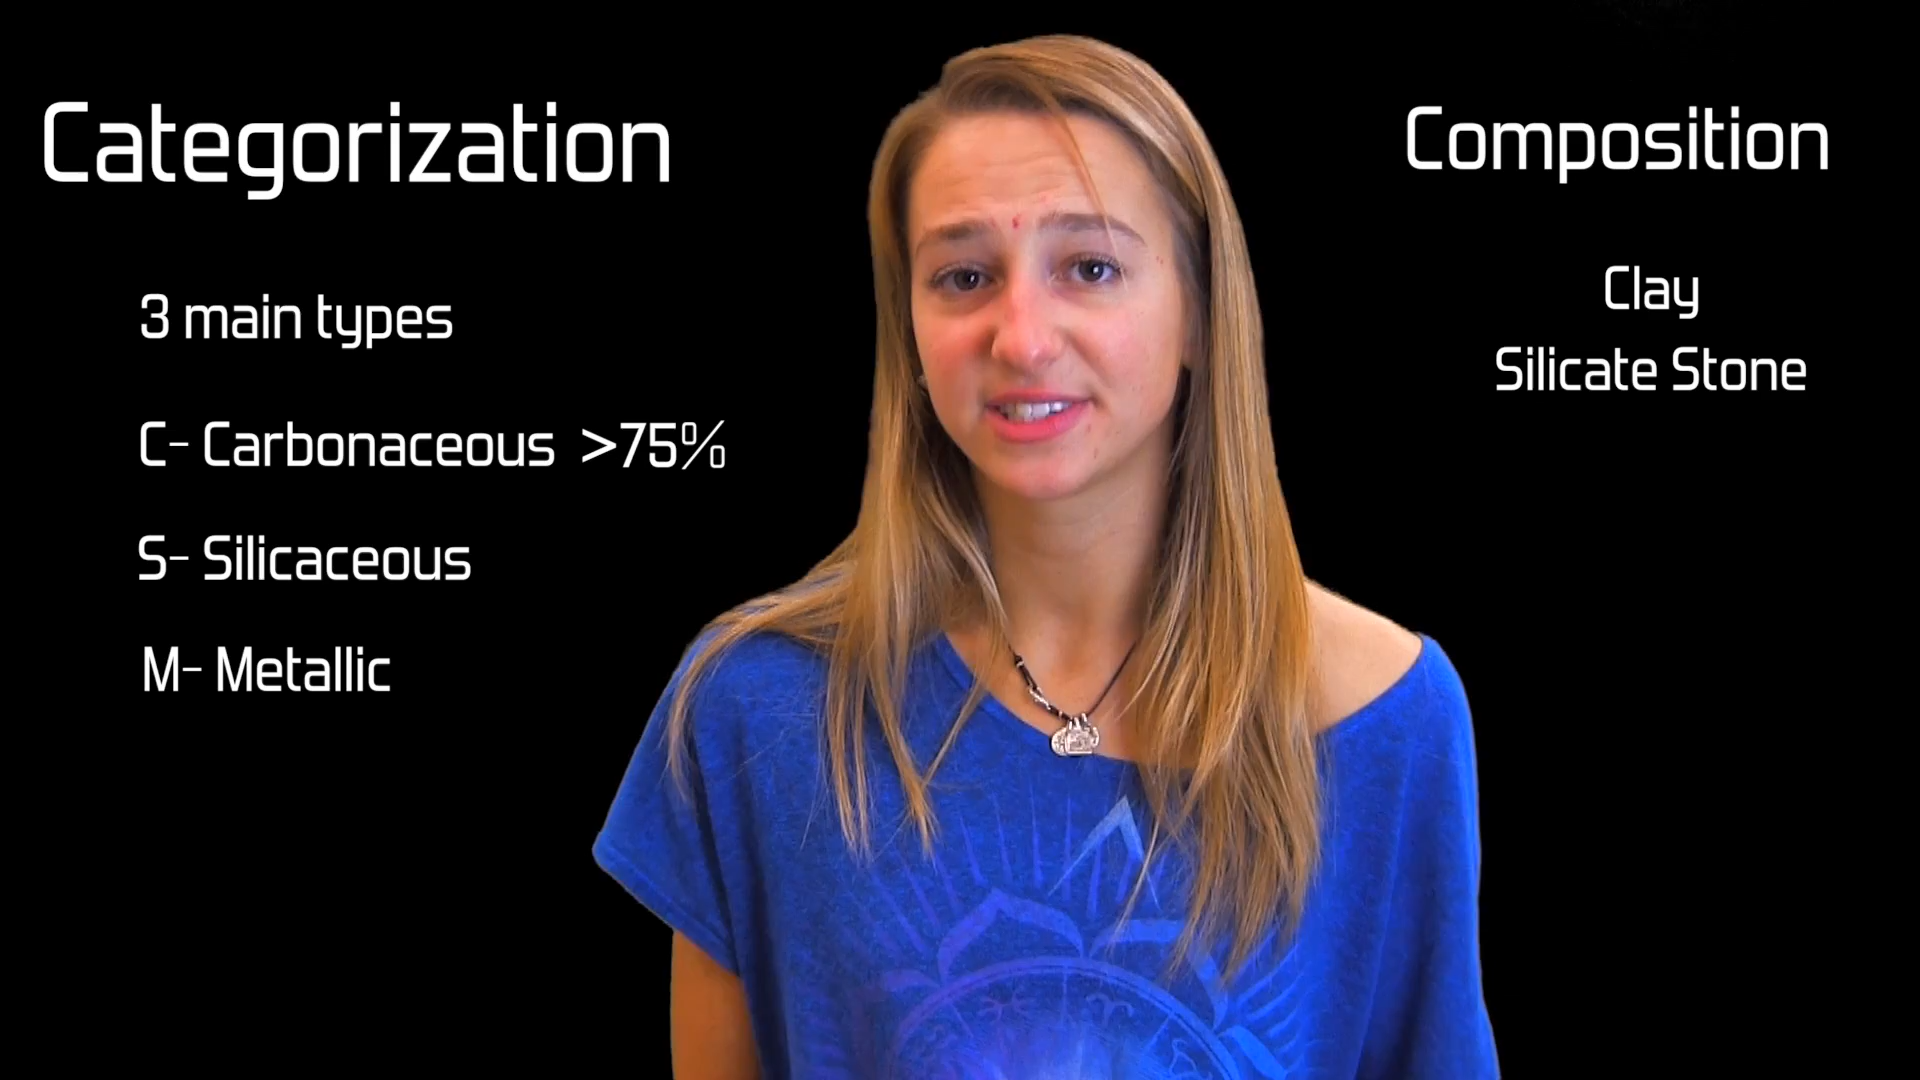 Categorization
3 main types
C- Carbonaceous >75%
S- Silicaceous
M- Metallic
Composition
Clay
Silicate Stone